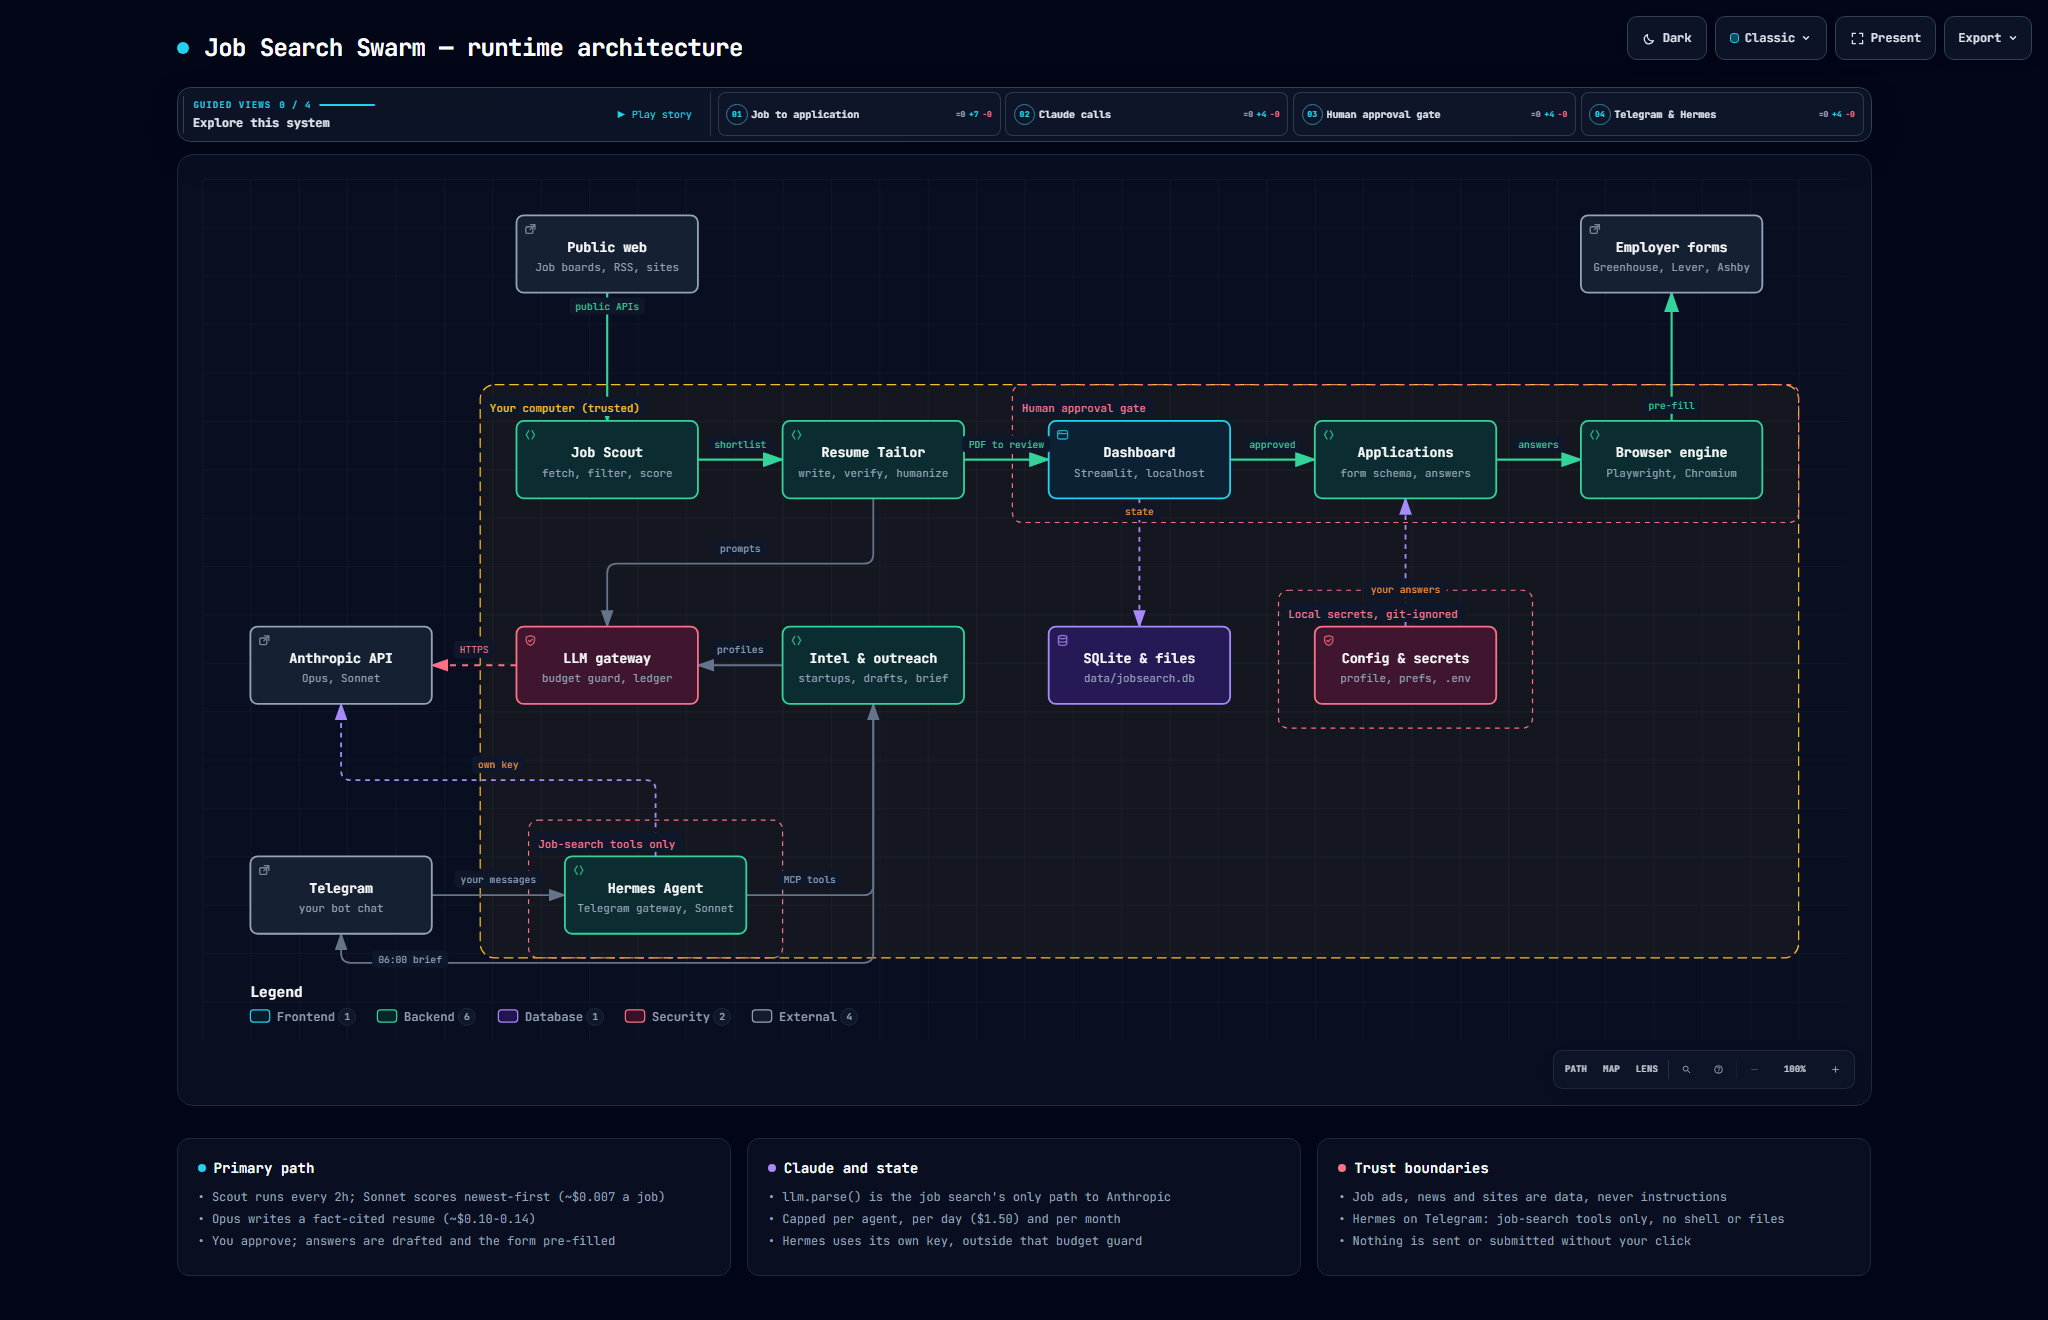 Job Search Swarm — runtime architecture
Dark
Classic
Present
Export
GUIDED VIEWS 0 / 4
Explore this system
Play story
01 Job to application =0 +7 -0
02 Claude calls =0 +4 -0
03 Human approval gate =0 +4 -0
04 Telegram & Hermes =0 +4 -0
Public web
Job boards, RSS, sites
Employer forms
Greenhouse, Lever, Ashby
public APIs
pre-fill
Your computer (trusted)
Human approval gate
Job Scout
fetch, filter, score
shortlist
Resume Tailor
write, verify, humanize
PDF to review
Dashboard
Streamlit, localhost
approved
Applications
form schema, answers
answers
Browser engine
Playwright, Chromium
state
prompts
your answers
Local secrets, git-ignored
Anthropic API
Opus, Sonnet
HTTPS
LLM gateway
budget guard, ledger
profiles
Intel & outreach
startups, drafts, brief
SQLite & files
data/jobsearch.db
Config & secrets
profile, prefs, .env
own key
Job-search tools only
Telegram
your bot chat
your messages
Hermes Agent
Telegram gateway, Sonnet
MCP tools
06:00 brief
Legend
Frontend 1
Backend 6
Database 1
Security 2
External 4
PATH MAP LENS
− 100% +
Primary path
• Scout runs every 2h; Sonnet scores newest-first (~$0.007 a job)
• Opus writes a fact-cited resume (~$0.10-0.14)
• You approve; answers are drafted and the form pre-filled
Claude and state
• llm.parse() is the job search's only path to Anthropic
• Capped per agent, per day ($1.50) and per month
• Hermes uses its own key, outside that budget guard
Trust boundaries
• Job ads, news and sites are data, never instructions
• Hermes on Telegram: job-search tools only, no shell or files
• Nothing is sent or submitted without your click